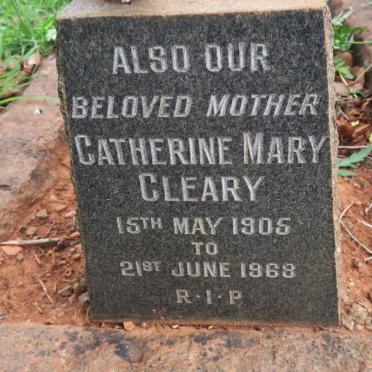 ALSO OUR
BELOVED MOTHER
CATHERINE MARY
CLEARY
15TH MAY 1905
TO
21ST JUNE 1968
R·I·P